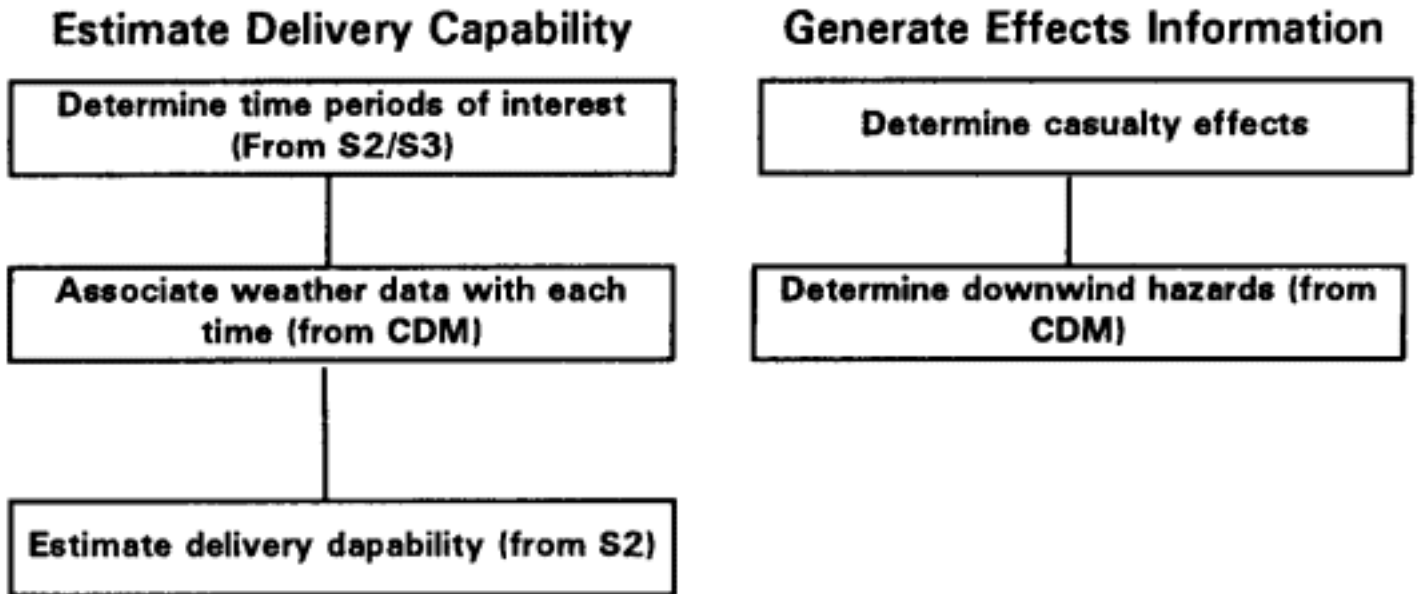 Estimate Delivery Capability
Determine time periods of interest
(From S2/S3)
Associate weather data with each
time (from CDM)
Estimate delivery dapability (from S2)
Generate Effects Information
Determine casualty effects
Determine downwind hazards (from
CDM)